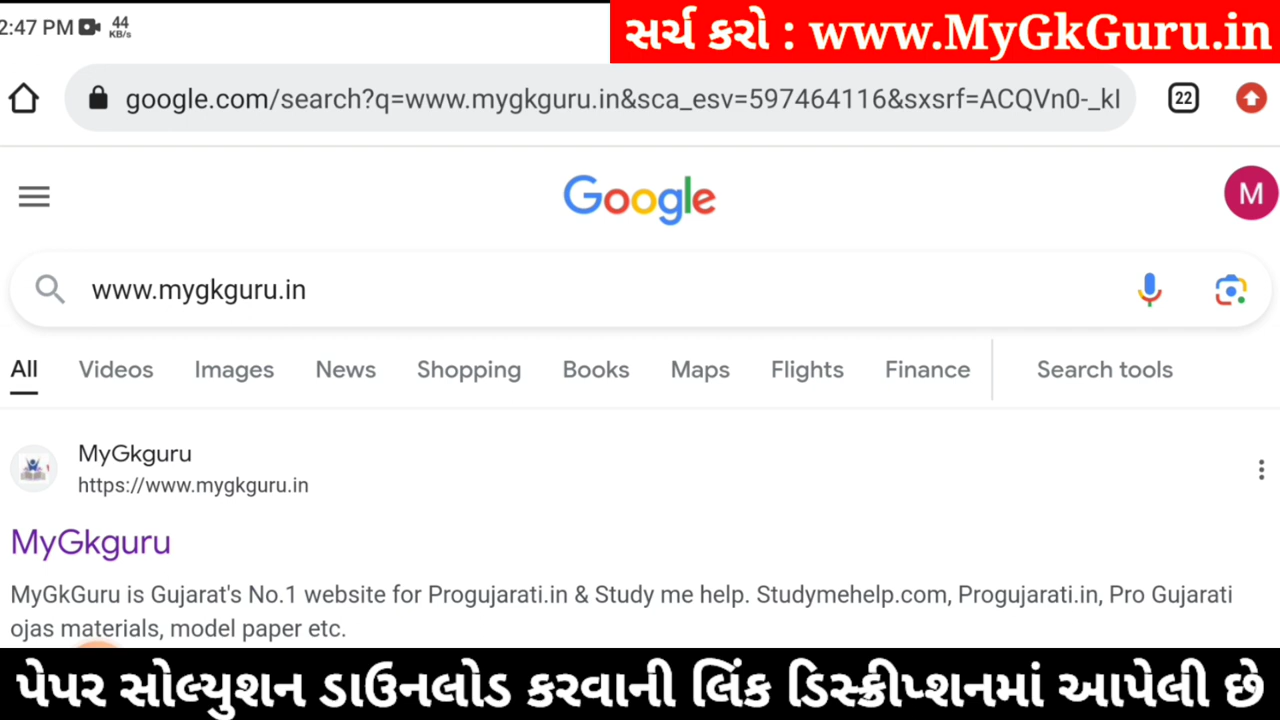 2:47 PM 44 KB/s
સર્ચ કરો : www.MyGkGuru.in
google.com/search?q=www.mygkguru.in&sca_esv=597464116&sxsrf=ACQVn0-_kI
22
Google
M
www.mygkguru.in
All Videos Images News Shopping Books Maps Flights Finance Search tools
MyGkguru
https://www.mygkguru.in
MyGkguru
MyGkGuru is Gujarat's No.1 website for Progujarati.in & Study me help. Studymehelp.com, Progujarati.in, Pro Gujarati
ojas materials, model paper etc.
પેપર સોલ્યુશન ડાઉનલોડ કરવાની લિંક ડિસ્ક્રીપ્શનમાં આપેલી છે